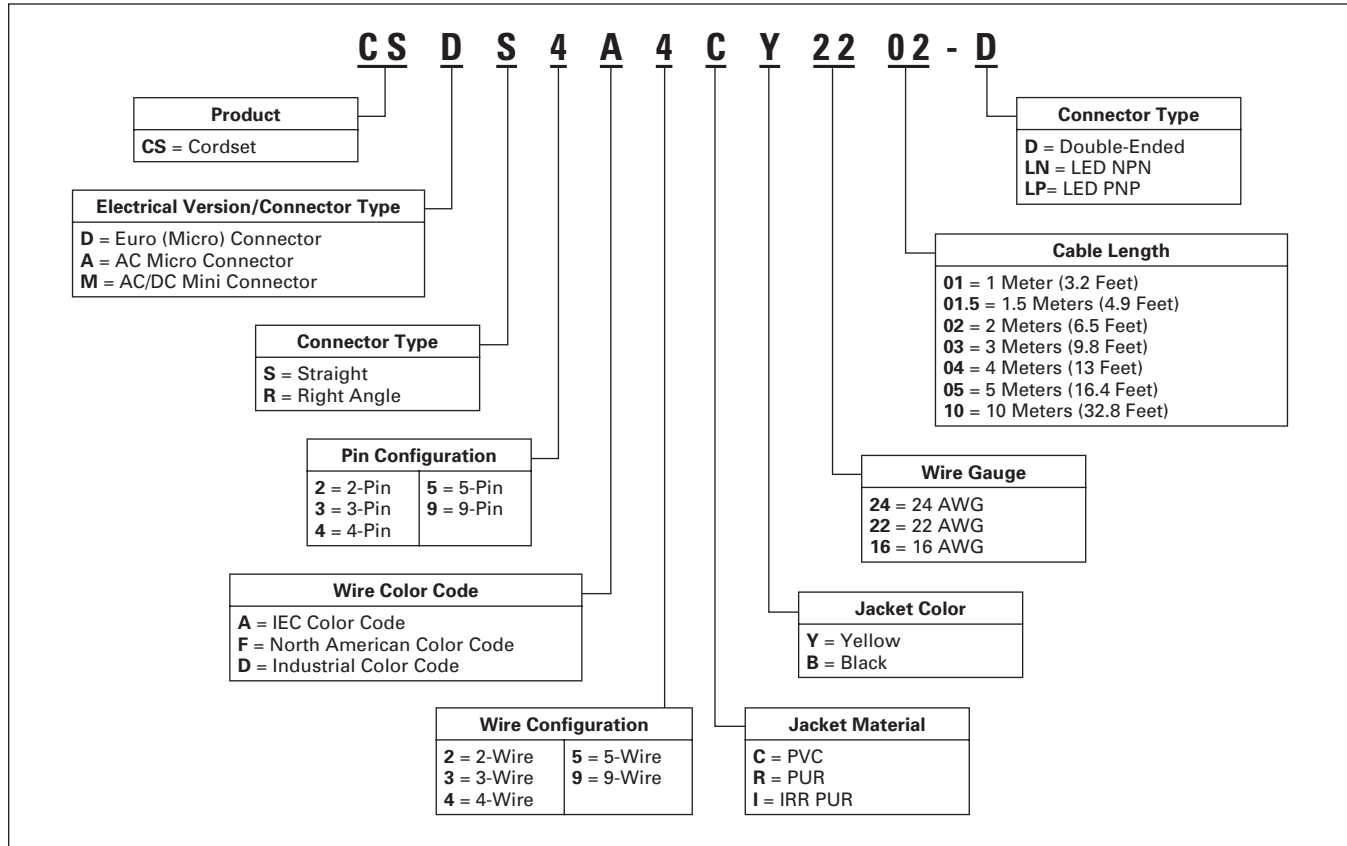 CS D S 4 A 4 C Y 22 02 - D
Product
CS = Cordset
Connector Type
D = Double-Ended
LN = LED NPN
LP= LED PNP
Electrical Version/Connector Type
D = Euro (Micro) Connector
A = AC Micro Connector
M = AC/DC Mini Connector
Cable Length
01 = 1 Meter (3.2 Feet)
01.5 = 1.5 Meters (4.9 Feet)
02 = 2 Meters (6.5 Feet)
03 = 3 Meters (9.8 Feet)
04 = 4 Meters (13 Feet)
05 = 5 Meters (16.4 Feet)
10 = 10 Meters (32.8 Feet)
Connector Type
S = Straight
R = Right Angle
Pin Configuration
2 = 2-Pin
3 = 3-Pin
4 = 4-Pin
5 = 5-Pin
9 = 9-Pin
Wire Gauge
24 = 24 AWG
22 = 22 AWG
16 = 16 AWG
Wire Color Code
A = IEC Color Code
F = North American Color Code
D = Industrial Color Code
Jacket Color
Y = Yellow
B = Black
Wire Configuration
2 = 2-Wire
3 = 3-Wire
4 = 4-Wire
5 = 5-Wire
9 = 9-Wire
Jacket Material
C = PVC
R = PUR
I = IRR PUR